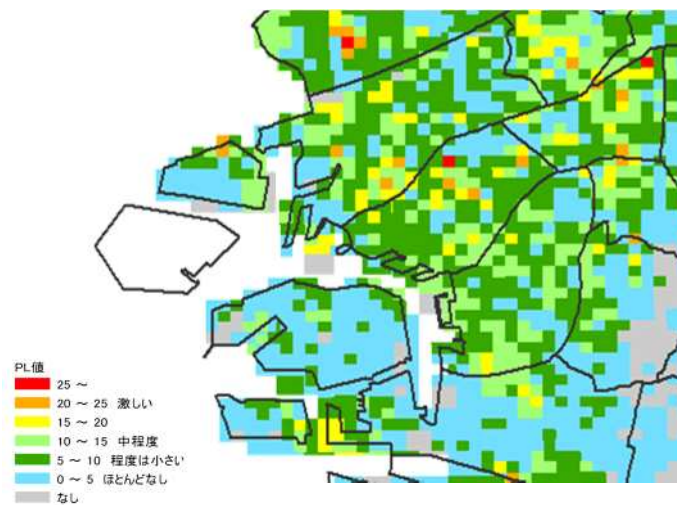 PL値
25 ～
20 ～ 25 激しい
15 ～ 20
10 ～ 15 中程度
5 ～ 10 程度は小さい
0 ～ 5 ほとんどなし
なし